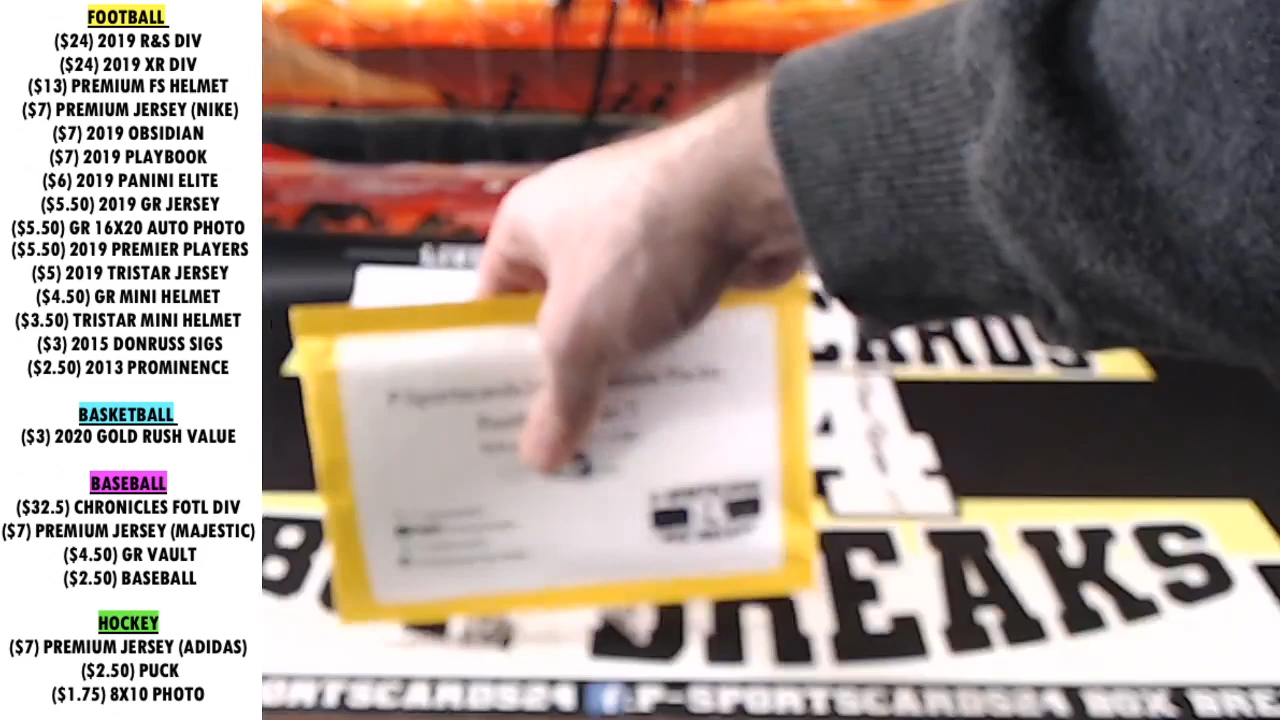 FOOTBALL
($24) 2019 R&S DIV
($24) 2019 XR DIV
($13) PREMIUM FS HELMET
($7) PREMIUM JERSEY (NIKE)
($7) 2019 OBSIDIAN
($7) 2019 PLAYBOOK
($6) 2019 PANINI ELITE
($5.50) 2019 GR JERSEY
($5.50) GR 16X20 AUTO PHOTO
($5.50) 2019 PREMIER PLAYERS
($5) 2019 TRISTAR JERSEY
($4.50) GR MINI HELMET
($3.50) TRISTAR MINI HELMET
($3) 2015 DONRUSS SIGS
($2.50) 2013 PROMINENCE
BASKETBALL
($3) 2020 GOLD RUSH VALUE
BASEBALL
($32.5) CHRONICLES FOTL DIV
($7) PREMIUM JERSEY (MAJESTIC)
($4.50) GR VAULT
($2.50) BASEBALL
HOCKEY
($7) PREMIUM JERSEY (ADIDAS)
($2.50) PUCK
($1.75) 8X10 PHOTO
BREAKS
ORTSCARDS24 P-SPORTSCARDS24 BOX BRE